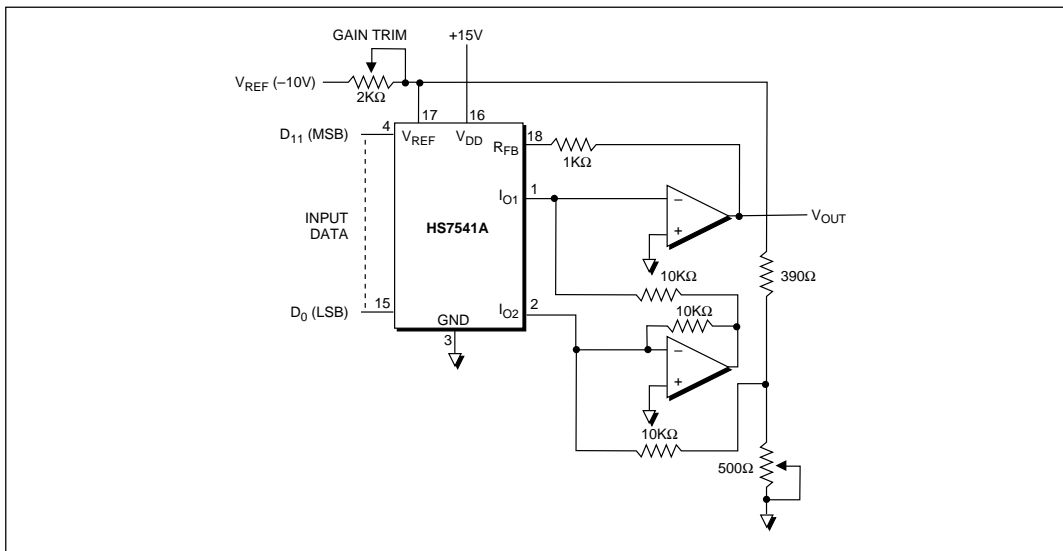 GAIN TRIM
+15V
V_REF (–10V)
2KΩ
17
16
D_11 (MSB)
4
V_REF
V_DD
18
R_FB
1KΩ
1
I_O1
–
+
V_OUT
INPUT
DATA
HS7541A
10KΩ
390Ω
D_0 (LSB)
15
GND
3
I_O2
2
10KΩ
–
+
10KΩ
500Ω